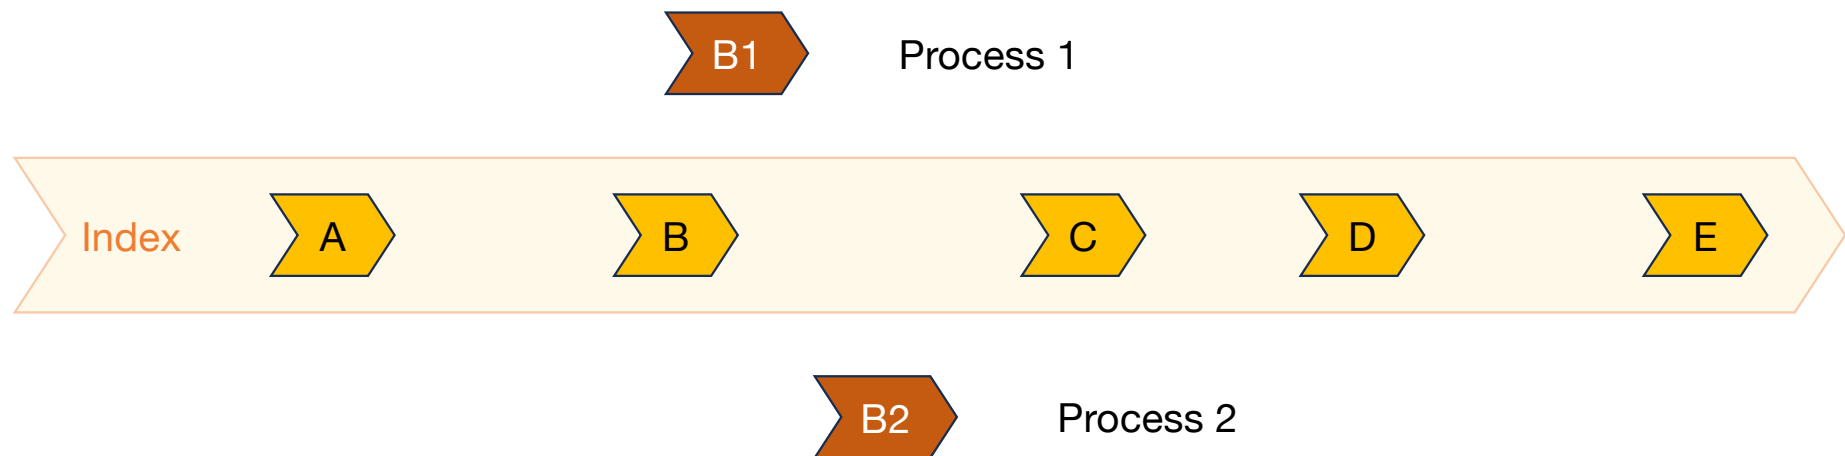 B1
Process 1
Index
A
B
C
D
E
B2
Process 2